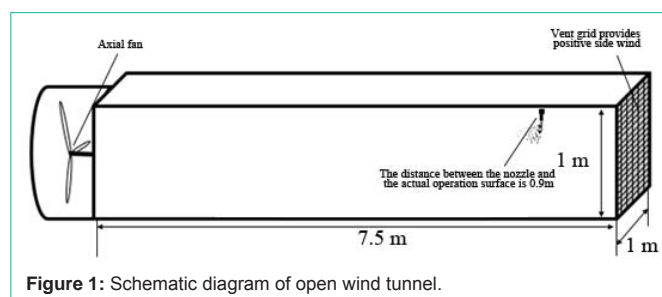 Axial fan
Vent grid provides
positive side wind
The distance between the nozzle and
the actual operation surface is 0.9m
1 m
7.5 m
1 m
Figure 1: Schematic diagram of open wind tunnel.